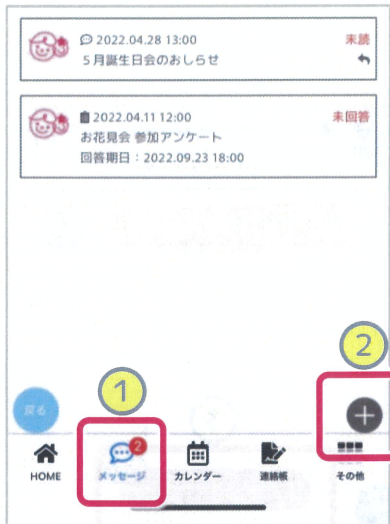 2022.04.28 13:00 未読
５月誕生日会のおしらせ
2022.04.11 12:00 未回答
お花見会 参加アンケート
回答期日：2022.09.23 18:00
2
1
戻る
2
HOME メッセージ カレンダー 連絡帳 その他